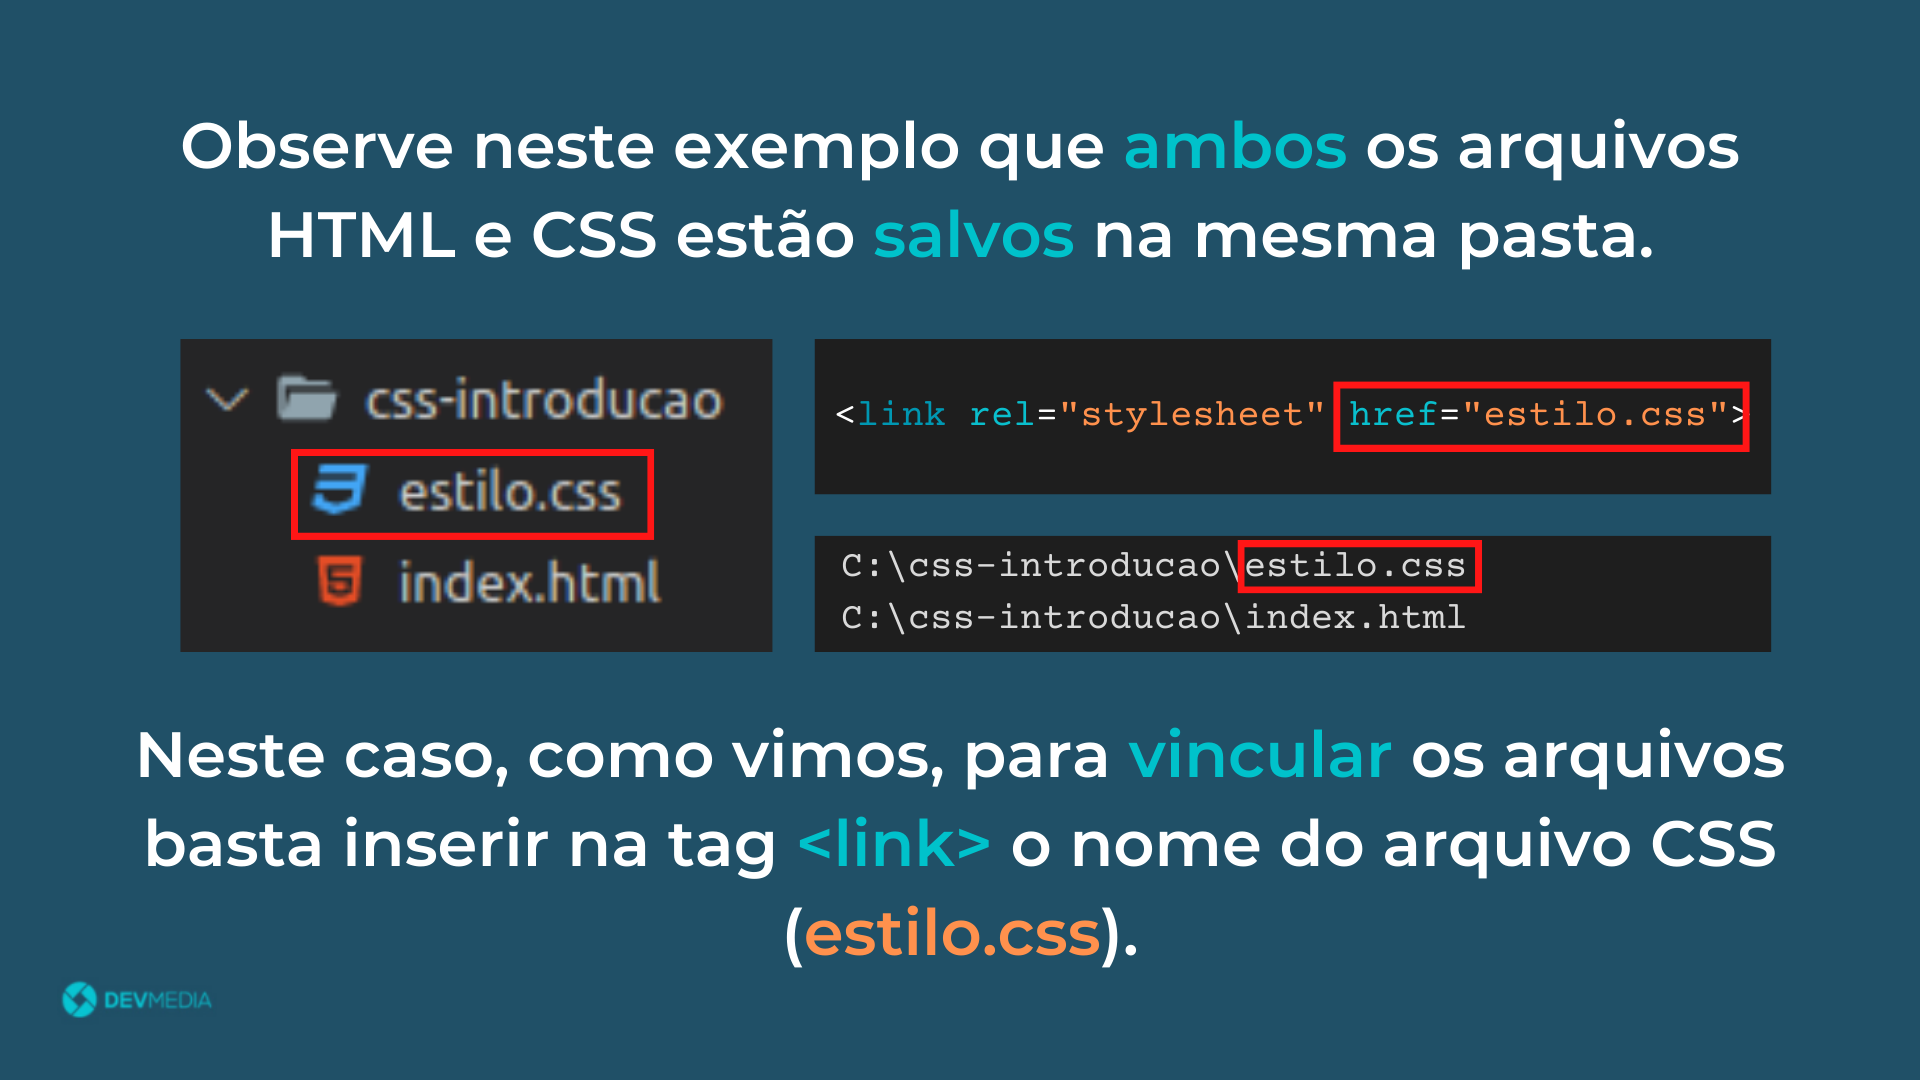 Observe neste exemplo que ambos os arquivos
HTML e CSS estão salvos na mesma pasta.
css-introducao
estilo.css
index.html
<link rel="stylesheet" href="estilo.css">
C:\css-introducao\estilo.css
C:\css-introducao\index.html
Neste caso, como vimos, para vincular os arquivos
basta inserir na tag <link> o nome do arquivo CSS
(estilo.css).
DEVMEDIA